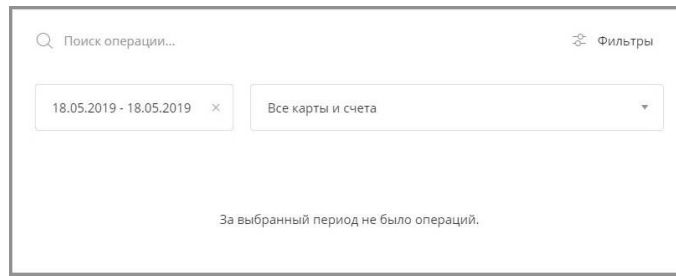 Поиск операции...
Фильтры
18.05.2019 - 18.05.2019 ×
Все карты и счета
За выбранный период не было операций.